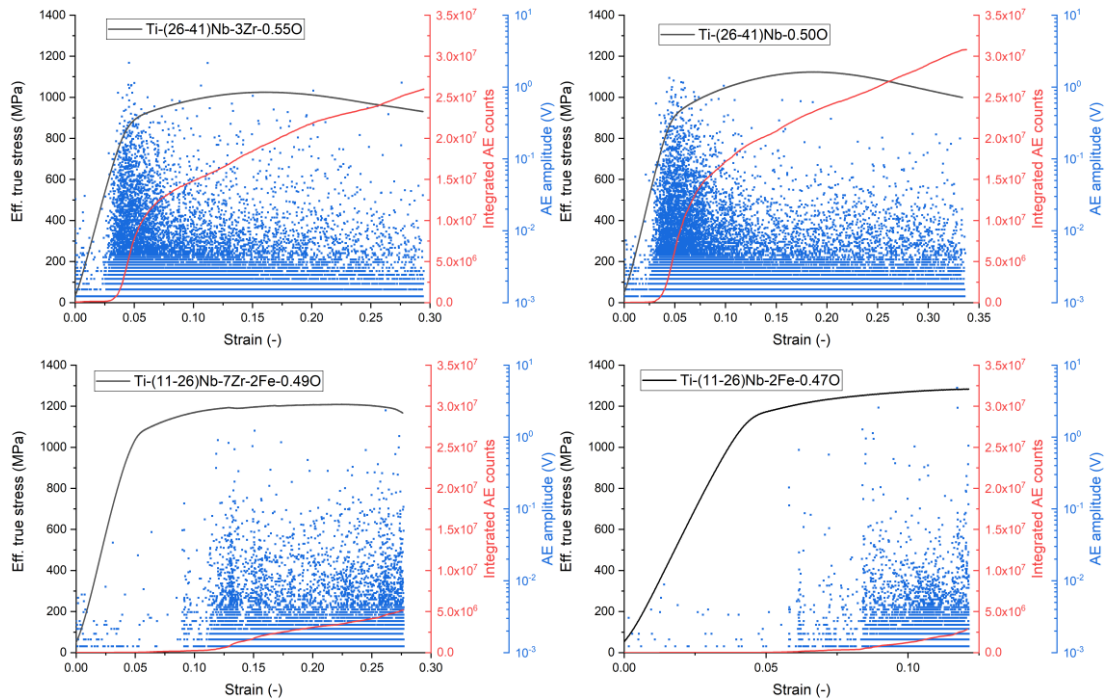 Ti-(26-41)Nb-3Zr-0.55O
Eff. true stress (MPa)
1400
1200
1000
800
600
400
200
0
0.00 0.05 0.10 0.15 0.20 0.25 0.30
Strain (-)
3.5x10⁷
3.0x10⁷
2.5x10⁷
2.0x10⁷
1.5x10⁷
1.0x10⁷
5.0x10⁶
0.0
Integrated AE counts
10¹
10⁰
10⁻¹
10⁻²
10⁻³
AE amplitude (V)
Ti-(26-41)Nb-0.50O
Eff. true stress (MPa)
1400
1200
1000
800
600
400
200
0
0.00 0.05 0.10 0.15 0.20 0.25 0.30 0.35
Strain (-)
3.5x10⁷
3.0x10⁷
2.5x10⁷
2.0x10⁷
1.5x10⁷
1.0x10⁷
5.0x10⁶
0.0
Integrated AE counts
10¹
10⁰
10⁻¹
10⁻²
10⁻³
AE amplitude (V)
Ti-(11-26)Nb-7Zr-2Fe-0.49O
Eff. true stress (MPa)
1400
1200
1000
800
600
400
200
0
0.00 0.05 0.10 0.15 0.20 0.25 0.30
Strain (-)
3.5x10⁷
3.0x10⁷
2.5x10⁷
2.0x10⁷
1.5x10⁷
1.0x10⁷
5.0x10⁶
0.0
Integrated AE counts
10¹
10⁰
10⁻¹
10⁻²
10⁻³
AE amplitude (V)
Ti-(11-26)Nb-2Fe-0.47O
Eff. true stress (MPa)
1400
1200
1000
800
600
400
200
0
0.00 0.05 0.10
Strain (-)
3.5x10⁷
3.0x10⁷
2.5x10⁷
2.0x10⁷
1.5x10⁷
1.0x10⁷
5.0x10⁶
0.0
Integrated AE counts
10¹
10⁰
10⁻¹
10⁻²
10⁻³
AE amplitude (V)